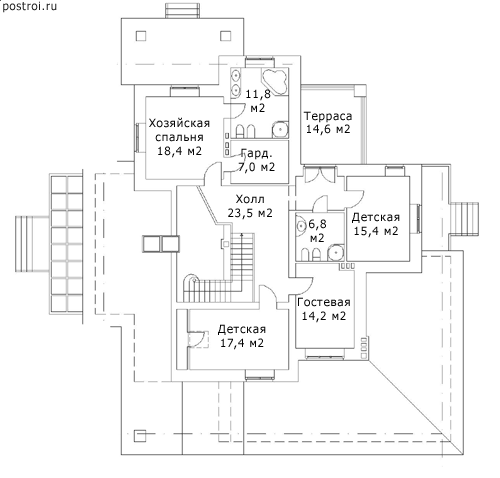 postroi.ru
11,8
м2
Хозяйская
спальня
18,4 м2
Терраса
14,6 м2
Гард.
7,0 м2
Холл
23,5 м2
6,8
м2
Детская
15,4 м2
Гостевая
14,2 м2
Детская
17,4 м2